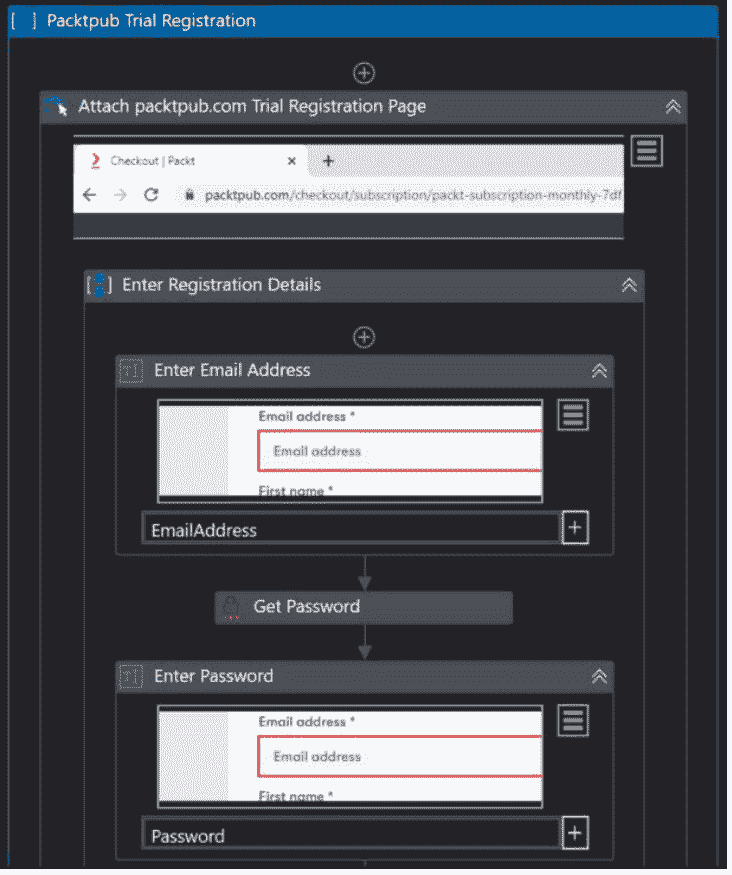 [ ] Packtpub Trial Registration
Attach packtpub.com Trial Registration Page
Checkout | Packt × +
packtpub.com/checkout/subscription/packt-subscription-monthly-7df
Enter Registration Details
Enter Email Address
Email address *
Email address
First name *
EmailAddress
Get Password
Enter Password
Email address *
Email address
First name *
Password